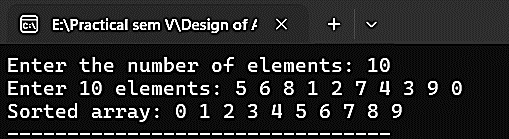 E:\Practical sem V\Design of A
Enter the number of elements: 10
Enter 10 elements: 5 6 8 1 2 7 4 3 9 0
Sorted array: 0 1 2 3 4 5 6 7 8 9
--------------------------------